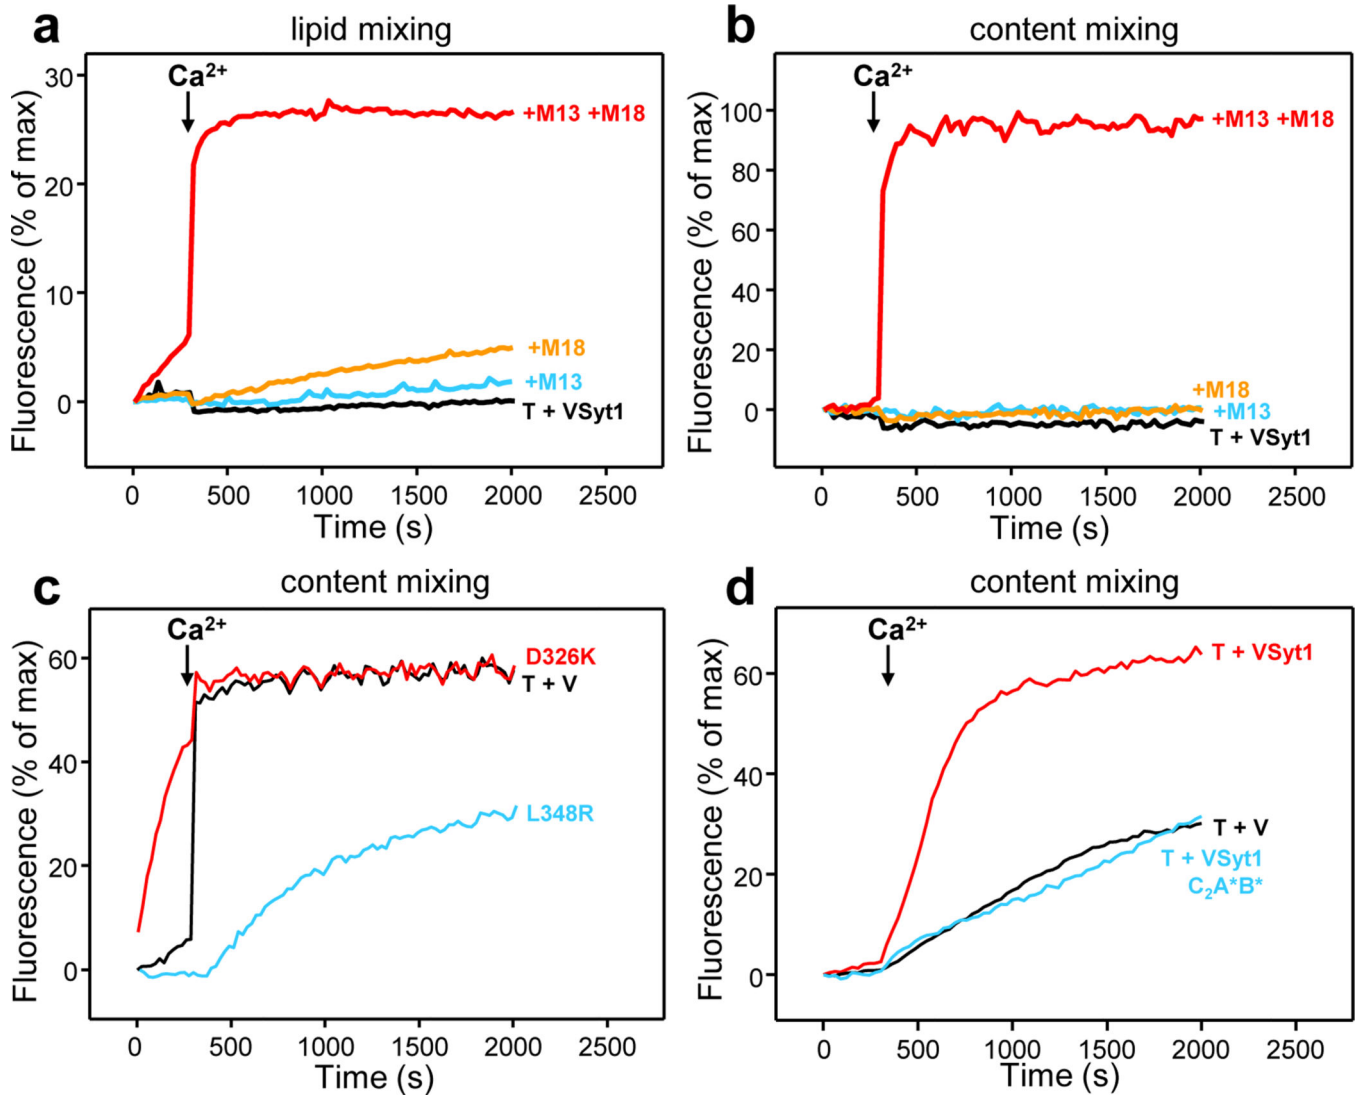 a
lipid mixing
Fluorescence (% of max)
30
20
10
0
Ca²⁺
+M13 +M18
+M18
+M13
T + VSyt1
0 500 1000 1500 2000 2500
Time (s)
b
content mixing
Fluorescence (% of max)
100
80
60
40
20
0
Ca²⁺
+M13 +M18
+M18
+M13
T + VSyt1
0 500 1000 1500 2000 2500
Time (s)
c
content mixing
Fluorescence (% of max)
60
40
20
0
Ca²⁺
D326K
T + V
L348R
0 500 1000 1500 2000 2500
Time (s)
d
content mixing
Fluorescence (% of max)
60
40
20
0
Ca²⁺
T + VSyt1
T + V
T + VSyt1
C₂A*B*
0 500 1000 1500 2000 2500
Time (s)